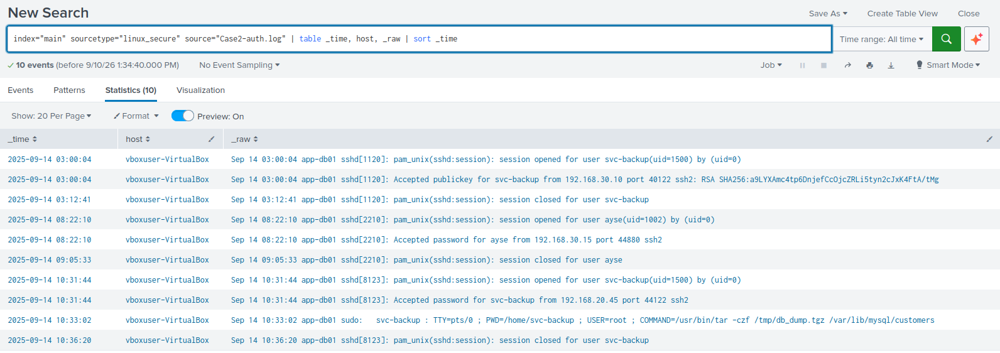 New Search
Save As Create Table View Close
index="main" sourcetype="linux_secure" source="Case2-auth.log" | table _time, host, _raw | sort _time
Time range: All time
10 events (before 9/10/26 1:34:40.000 PM) No Event Sampling
Job Smart Mode
Events Patterns Statistics (10) Visualization
Show: 20 Per Page Format Preview: On
_time host _raw
2025-09-14 03:00:04 vboxuser-VirtualBox Sep 14 03:00:04 app-db01 sshd[1120]: pam_unix(sshd:session): session opened for user svc-backup(uid=1500) by (uid=0)
2025-09-14 03:00:04 vboxuser-VirtualBox Sep 14 03:00:04 app-db01 sshd[1120]: Accepted publickey for svc-backup from 192.168.30.10 port 40122 ssh2: RSA SHA256:a9LYXAmc4tp6DnjefCcOjcZRLi5tyn2cJxK4FtA/tMg
2025-09-14 03:12:41 vboxuser-VirtualBox Sep 14 03:12:41 app-db01 sshd[1120]: pam_unix(sshd:session): session closed for user svc-backup
2025-09-14 08:22:10 vboxuser-VirtualBox Sep 14 08:22:10 app-db01 sshd[2210]: pam_unix(sshd:session): session opened for user ayse(uid=1002) by (uid=0)
2025-09-14 08:22:10 vboxuser-VirtualBox Sep 14 08:22:10 app-db01 sshd[2210]: Accepted password for ayse from 192.168.30.15 port 44880 ssh2
2025-09-14 09:05:33 vboxuser-VirtualBox Sep 14 09:05:33 app-db01 sshd[2210]: pam_unix(sshd:session): session closed for user ayse
2025-09-14 10:31:44 vboxuser-VirtualBox Sep 14 10:31:44 app-db01 sshd[8123]: pam_unix(sshd:session): session opened for user svc-backup(uid=1500) by (uid=0)
2025-09-14 10:31:44 vboxuser-VirtualBox Sep 14 10:31:44 app-db01 sshd[8123]: Accepted password for svc-backup from 192.168.20.45 port 44122 ssh2
2025-09-14 10:33:02 vboxuser-VirtualBox Sep 14 10:33:02 app-db01 sudo:   svc-backup : TTY=pts/0 ; PWD=/home/svc-backup ; USER=root ; COMMAND=/usr/bin/tar -czf /tmp/db_dump.tgz /var/lib/mysql/customers
2025-09-14 10:36:20 vboxuser-VirtualBox Sep 14 10:36:20 app-db01 sshd[8123]: pam_unix(sshd:session): session closed for user svc-backup